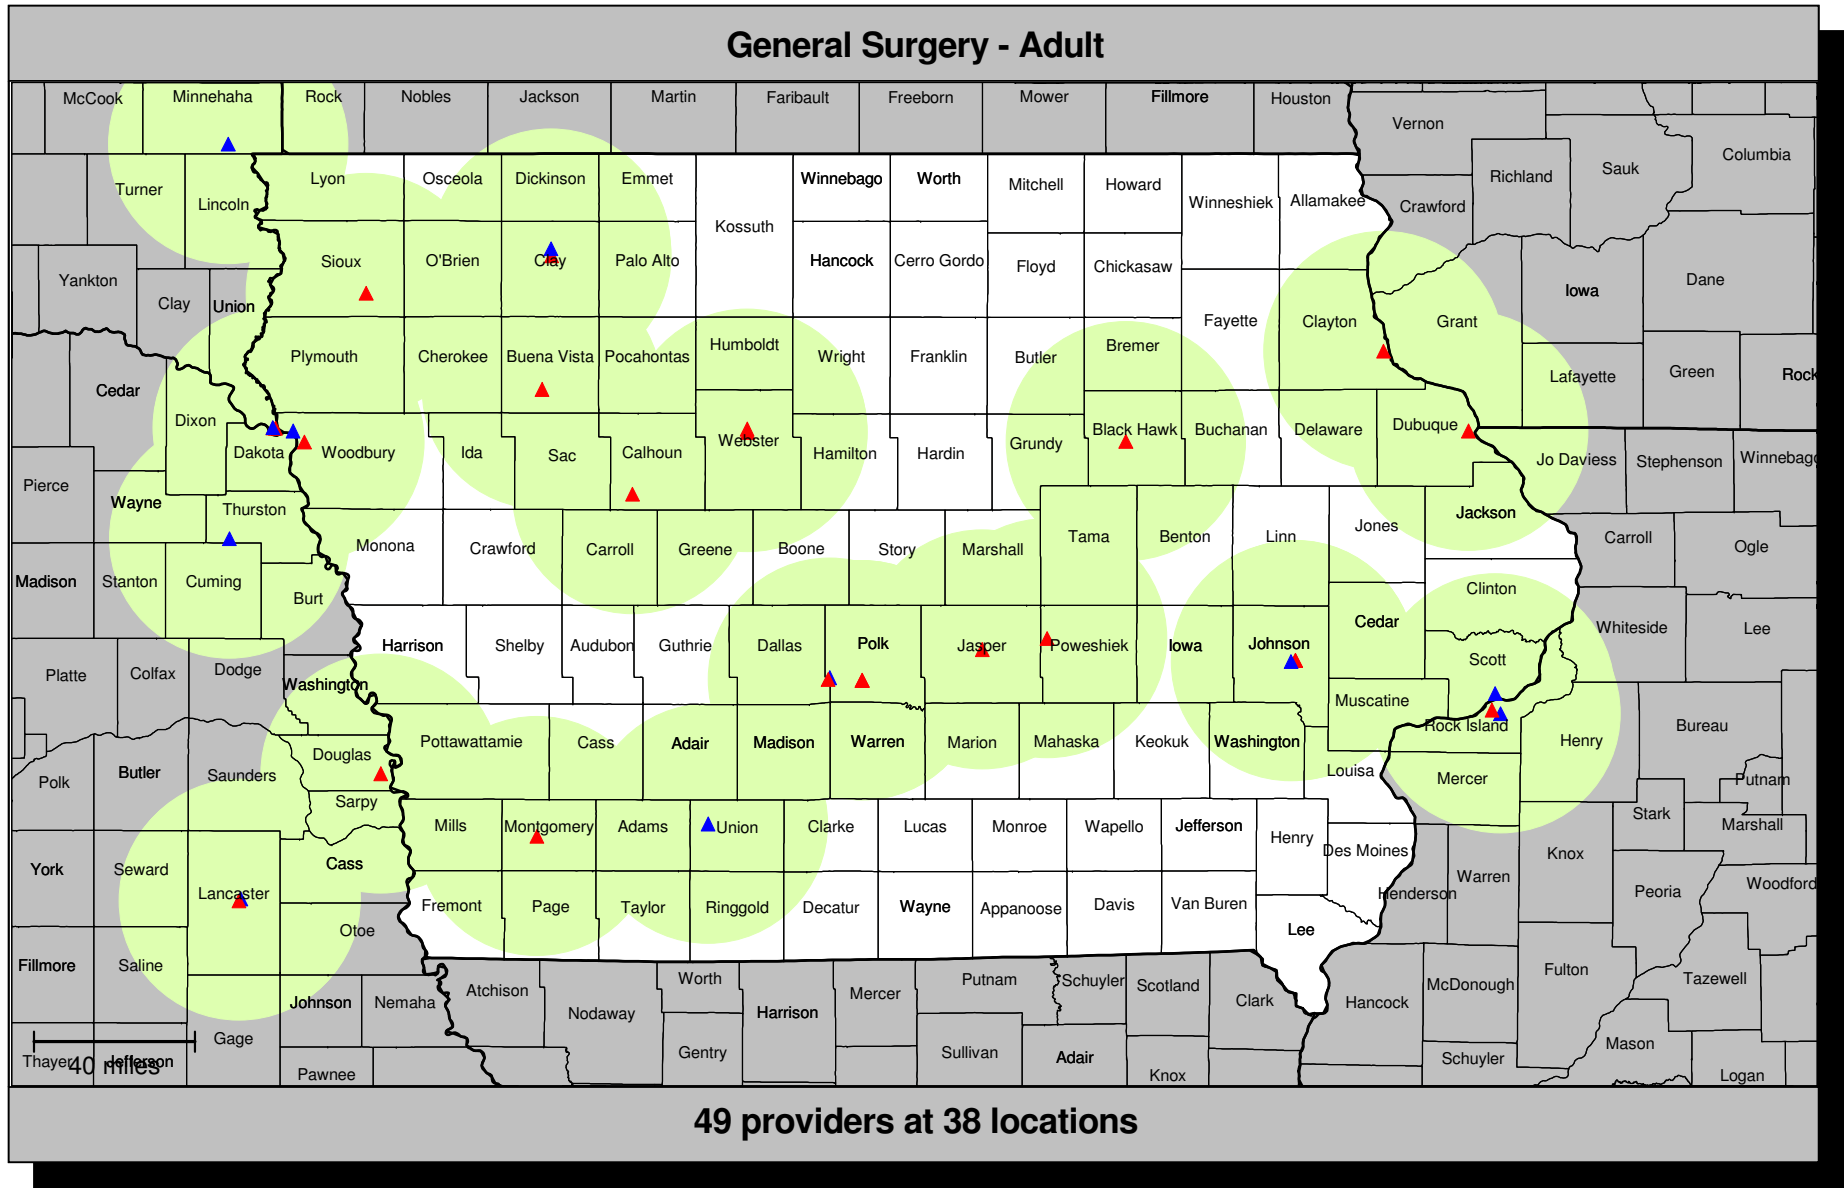 General Surgery - Adult
McCook Minnehaha Rock Nobles Jackson Martin Faribault Freeborn Mower Fillmore Houston
Vernon
Columbia
Richland Sauk
Turner Lyon Osceola Dickinson Emmet Winnebago Worth Mitchell Howard
Lincoln Winneshiek Allamakee Crawford
Kossuth
Yankton Sioux O'Brien Clay Palo Alto Hancock Cerro Gordo Floyd Chickasaw Dane
Clay Union Iowa
Fayette Clayton Grant
Plymouth Cherokee Buena Vista Pocahontas Humboldt Wright Franklin Butler Bremer
Cedar Lafayette Green Rock
Dixon Webster Black Hawk Buchanan Delaware Dubuque
Dakota Woodbury Ida Sac Calhoun Hamilton Hardin Grundy Jo Daviess Stephenson Winnebago
Pierce
Wayne Thurston Jackson
Monona Crawford Carroll Greene Boone Story Marshall Tama Benton Linn Jones Carroll Ogle
Madison Stanton Cuming Burt Clinton
Harrison Shelby Audubon Guthrie Dallas Polk Jasper Poweshiek Iowa Johnson Cedar Whiteside Lee
Platte Colfax Dodge Scott
Washington Muscatine
Rock Island Bureau
Pottawattamie Cass Adair Madison Warren Marion Mahaska Keokuk Washington Henry
Douglas Louisa
Polk Butler Saunders Mercer Putnam
Sarpy Mills Montgomery Adams Union Clarke Lucas Monroe Wapello Jefferson Henry Stark Marshall
Des Moines Knox
York Seward Cass Warren Woodford
Lancaster Henderson Peoria
Fremont Page Taylor Ringgold Decatur Wayne Appanoose Davis Van Buren
Otoe Lee
Fillmore Saline Fulton
Atchison Worth Putnam Schuyler Scotland McDonough Tazewell
Johnson Nemaha Mercer Clark Hancock
Nodaway Harrison
Gage Gentry Sullivan Adair Schuyler Mason
Thayer Jefferson
40 miles
Pawnee Knox Logan
49 providers at 38 locations